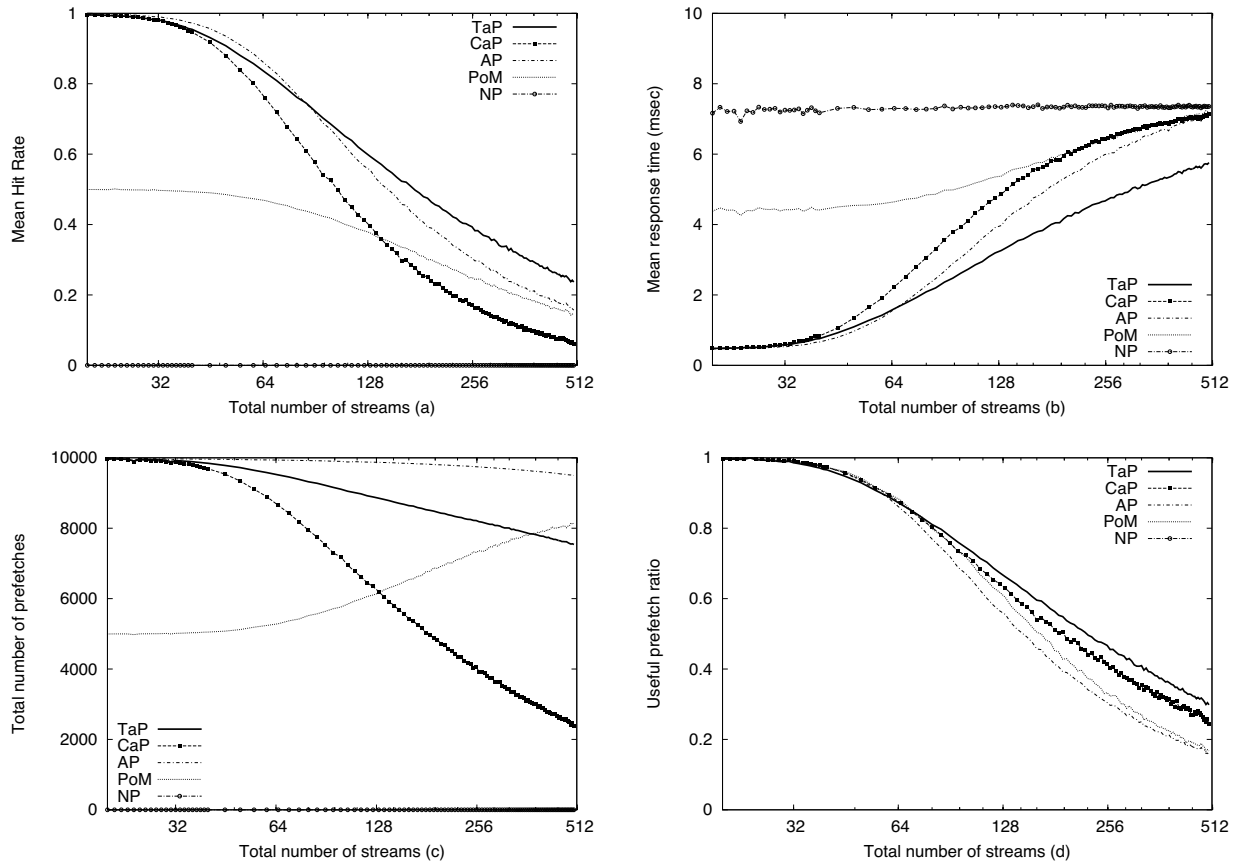 Mean Hit Rate
1
0.8
0.6
0.4
0.2
0
32 64 128 256 512
Total number of streams (a)
TaP
CaP
AP
PoM
NP
Mean response time (msec)
10
8
6
4
2
0
32 64 128 256 512
Total number of streams (b)
TaP
CaP
AP
PoM
NP
Total number of prefetches
10000
8000
6000
4000
2000
0
32 64 128 256 512
Total number of streams (c)
TaP
CaP
AP
PoM
NP
Useful prefetch ratio
1
0.8
0.6
0.4
0.2
0
32 64 128 256 512
Total number of streams (d)
TaP
CaP
AP
PoM
NP